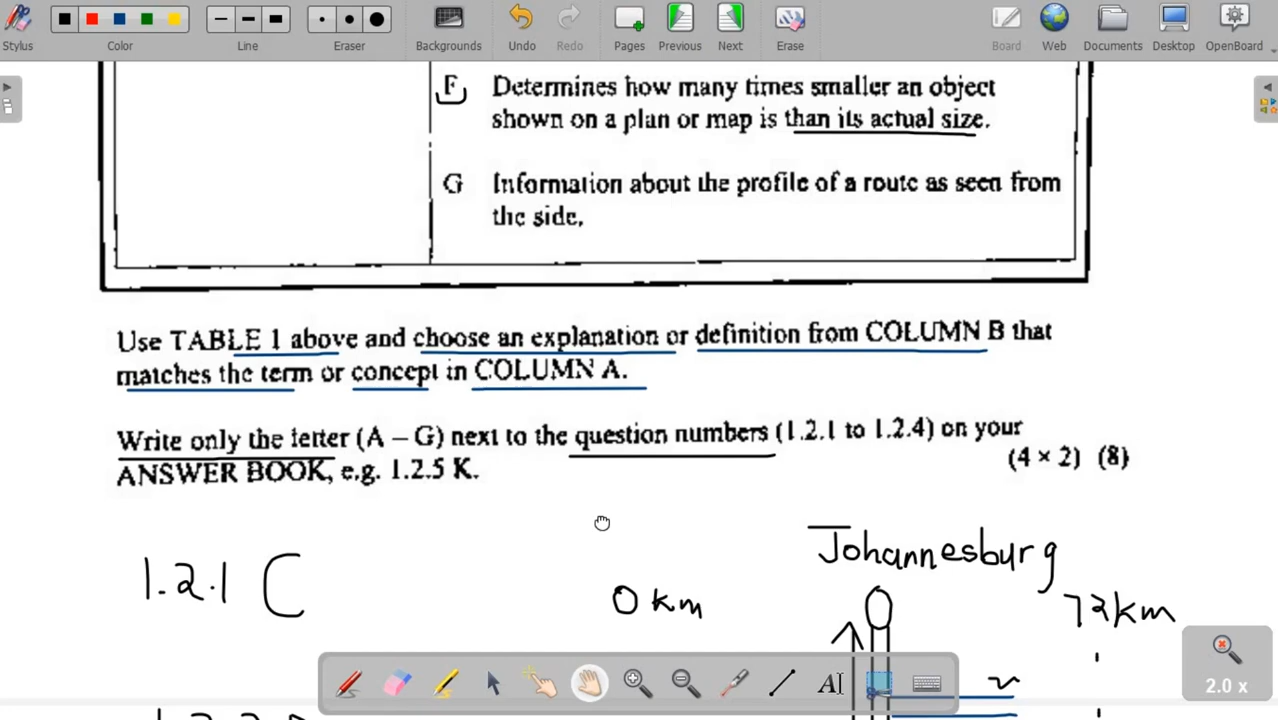 Stylus
Color
Line
Eraser
Backgrounds
Undo
Redo
Pages
Previous
Next
Erase
Board
Web
Documents
Desktop
OpenBoard
F Determines how many times smaller an object
shown on a plan or map is than its actual size.
G Information about the profile of a route as seen from
the side.
Use TABLE 1 above and choose an explanation or definition from COLUMN B that
matches the term or concept in COLUMN A.
Write only the letter (A – G) next to the question numbers (1.2.1 to 1.2.4) on your
ANSWER BOOK, e.g. 1.2.5 K.
(4 × 2) (8)
Johannesburg
1.2.1 C
0 km
72km
2.0 x